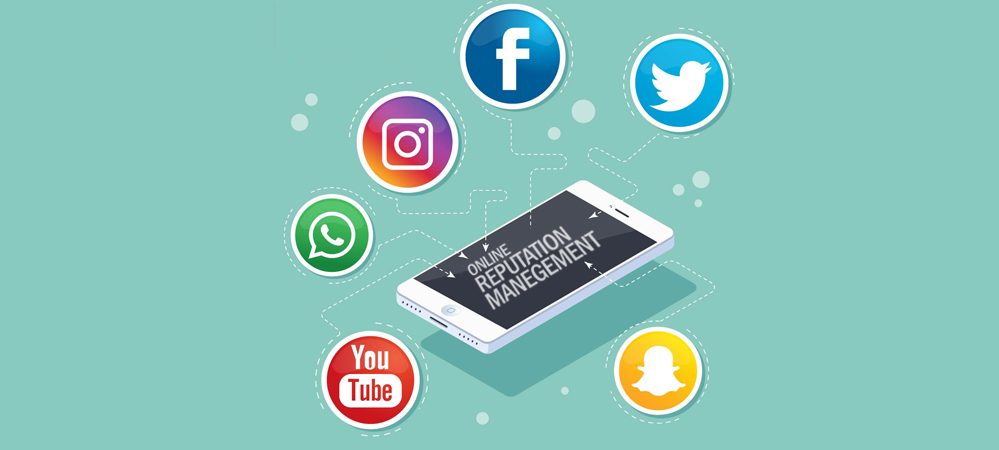 ONLINE
REPUTATION
MANEGEMENT
You
Tube